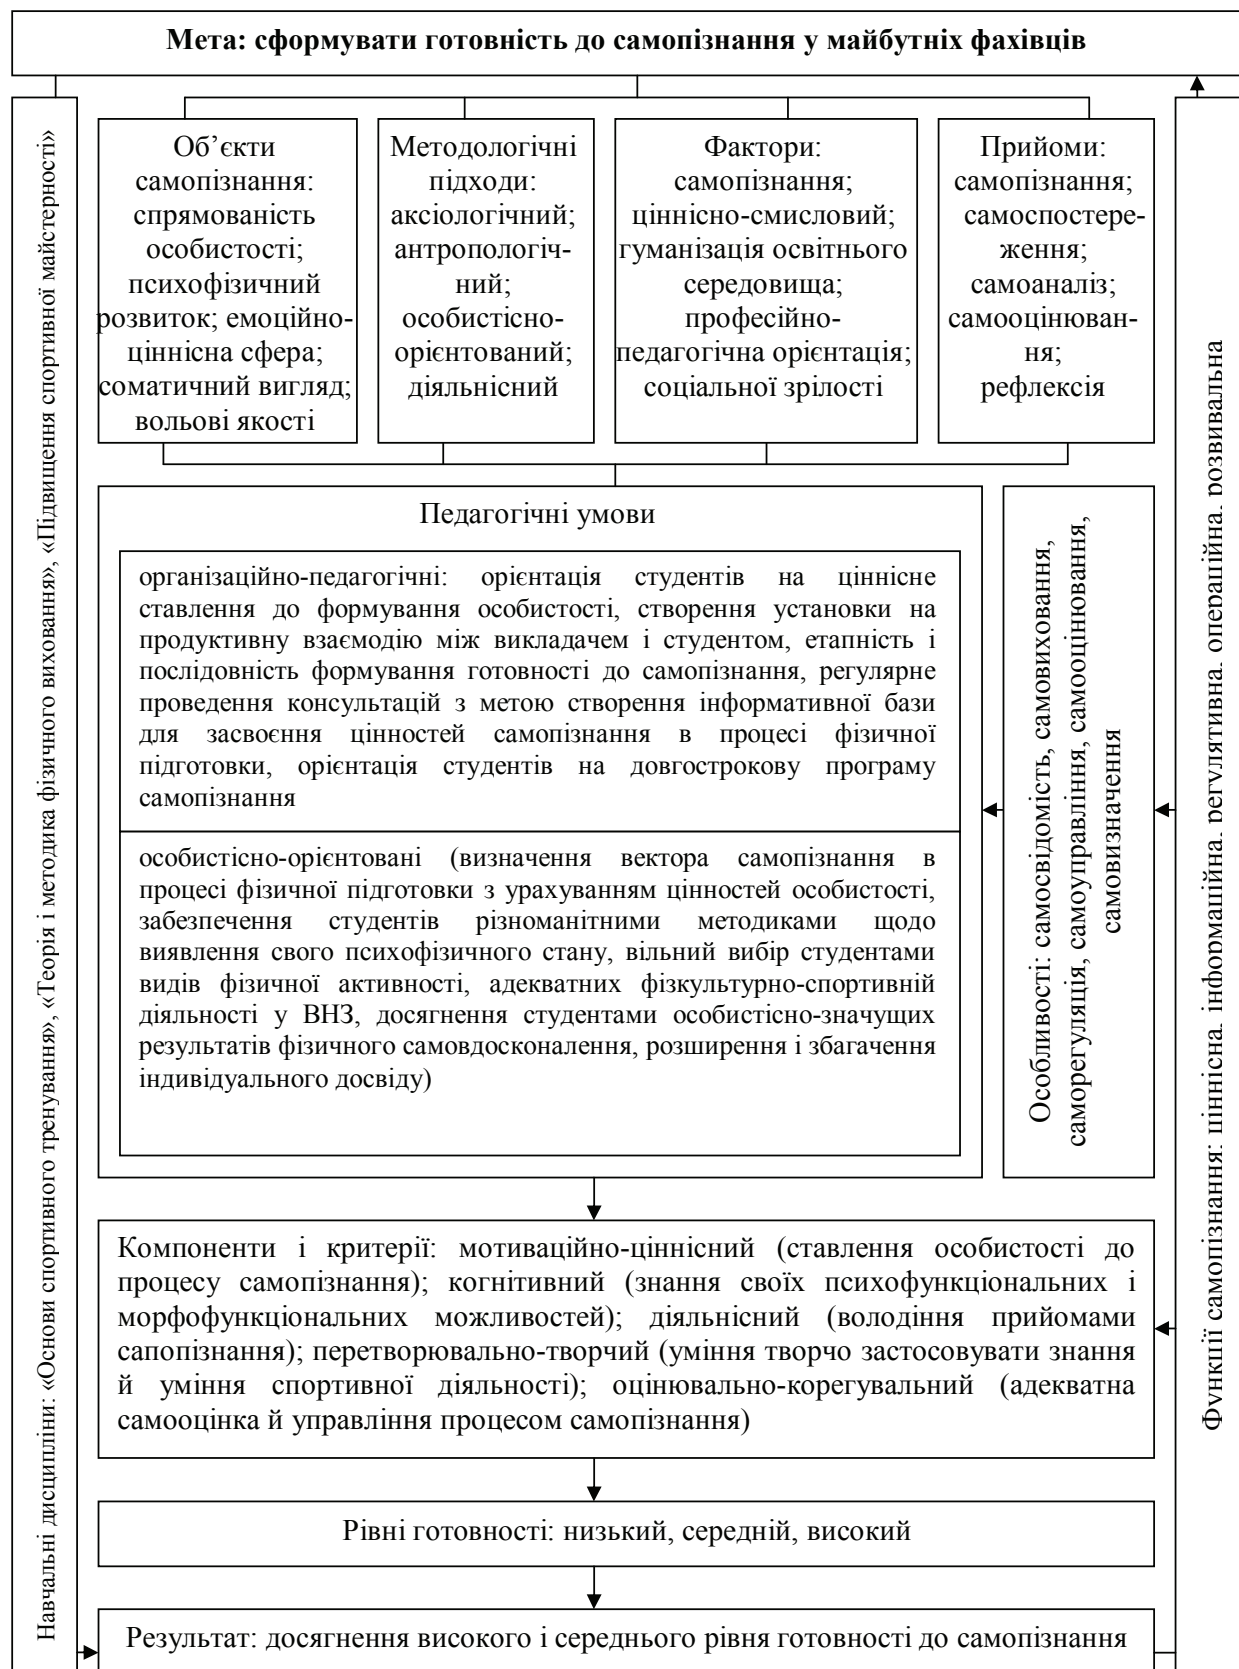 Мета: сформувати готовність до самопізнання у майбутніх фахівців
Навчальні дисципліни: «Основи спортивного тренування», «Теорія і методика фізичного виховання», «Підвищення спортивної майстерності»
Об’єкти
самопізнання:
спрямованість
особистості;
психофізичний
розвиток; емоційно-
ціннісна сфера;
соматичний вигляд;
вольові якості
Методологічні
підходи:
аксіологічний;
антропологіч-
ний;
особистісно-
орієнтований;
діяльнісний
Фактори:
самопізнання;
ціннісно-смисловий;
гуманізація освітнього
середовища;
професійно-
педагогічна орієнтація;
соціальної зрілості
Прийоми:
самопізнання;
самоспостере-
ження;
самоаналіз;
самооцінюван-
ня;
рефлексія
Педагогічні умови
організаційно-педагогічні: орієнтація студентів на ціннісне
ставлення до формування особистості, створення установки на
продуктивну взаємодію між викладачем і студентом, етапність і
послідовність формування готовності до самопізнання, регулярне
проведення консультацій з метою створення інформативної бази
для засвоєння цінностей самопізнання в процесі фізичної
підготовки, орієнтація студентів на довгострокову програму
самопізнання
особистісно-орієнтовані (визначення вектора самопізнання в
процесі фізичної підготовки з урахуванням цінностей особистості,
забезпечення студентів різноманітними методиками щодо
виявлення свого психофізичного стану, вільний вибір студентами
видів фізичної активності, адекватних фізкультурно-спортивній
діяльності у ВНЗ, досягнення студентами особистісно-значущих
результатів фізичного самовдосконалення, розширення і збагачення
індивідуального досвіду)
Особливості: самосвідомість, самовиховання,
саморегуляція, самоуправління, самооцінювання,
самовизначення
Функції самопізнання: ціннісна, інформаційна, регулятивна, операційна, розвивальна
Компоненти і критерії: мотиваційно-ціннісний (ставлення особистості до
процесу самопізнання); когнітивний (знання своїх психофункціональних і
морфофункціональних можливостей); діяльнісний (володіння прийомами
сапопізнання); перетворювально-творчий (уміння творчо застосовувати знання
й уміння спортивної діяльності); оцінювально-корегувальний (адекватна
самооцінка й управління процесом самопізнання)
Рівні готовності: низький, середній, високий
Результат: досягнення високого і середнього рівня готовності до самопізнання